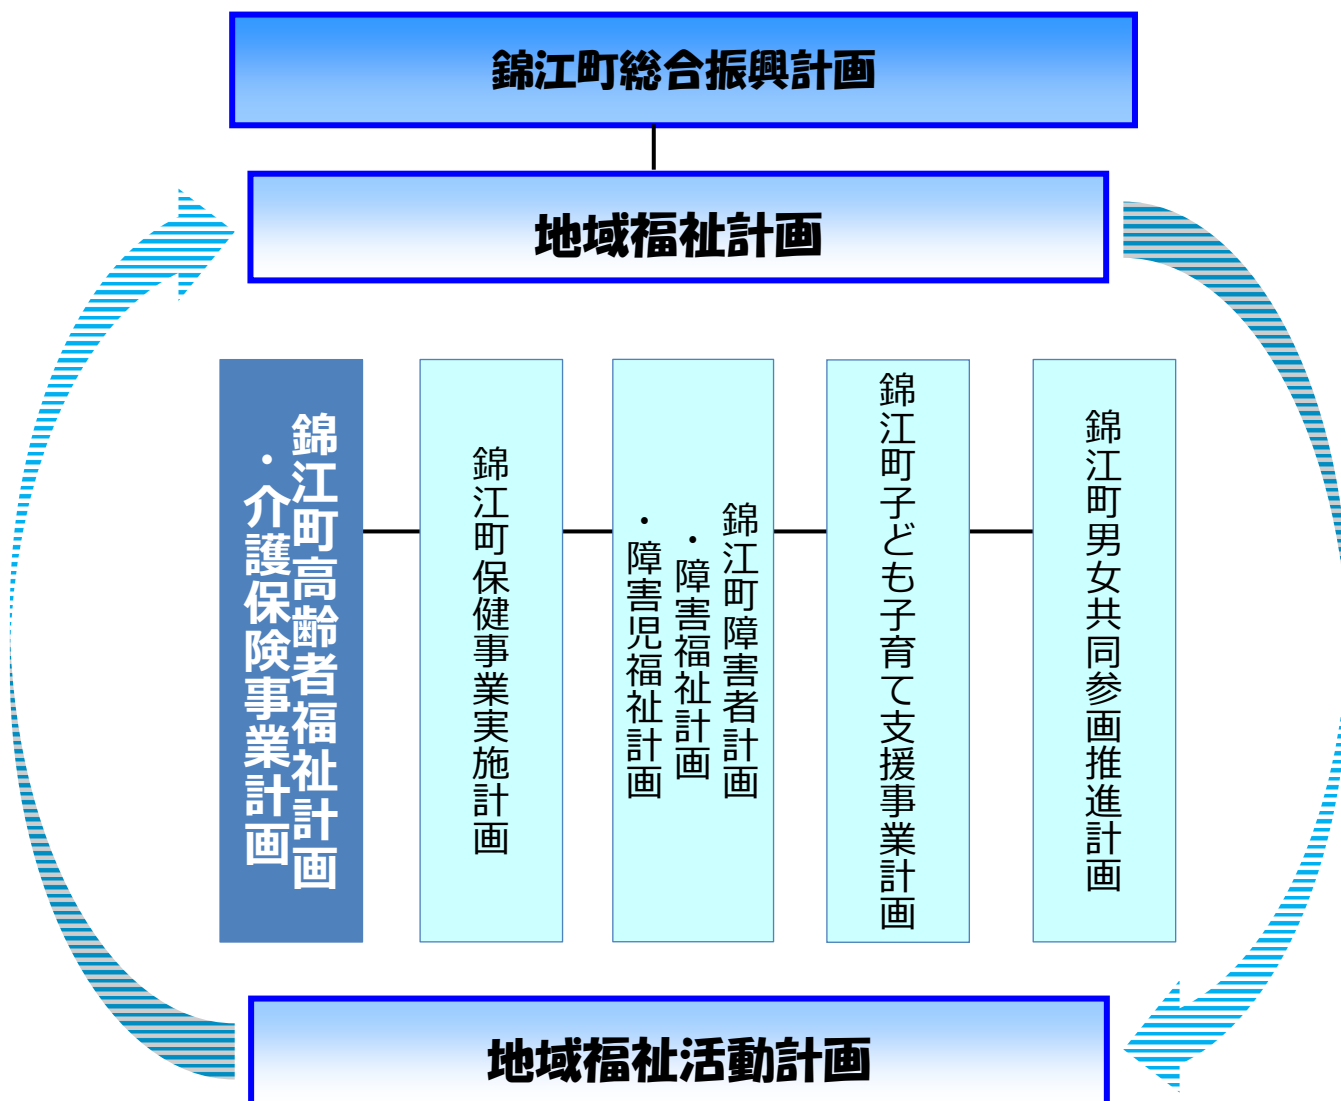 錦江町総合振興計画
地域福祉計画
錦江町高齢者福祉計画
・介護保険事業計画
錦江町保健事業実施計画
錦江町障害者計画
・障害福祉計画
・障害児福祉計画
錦江町子ども子育て支援事業計画
錦江町男女共同参画推進計画
地域福祉活動計画